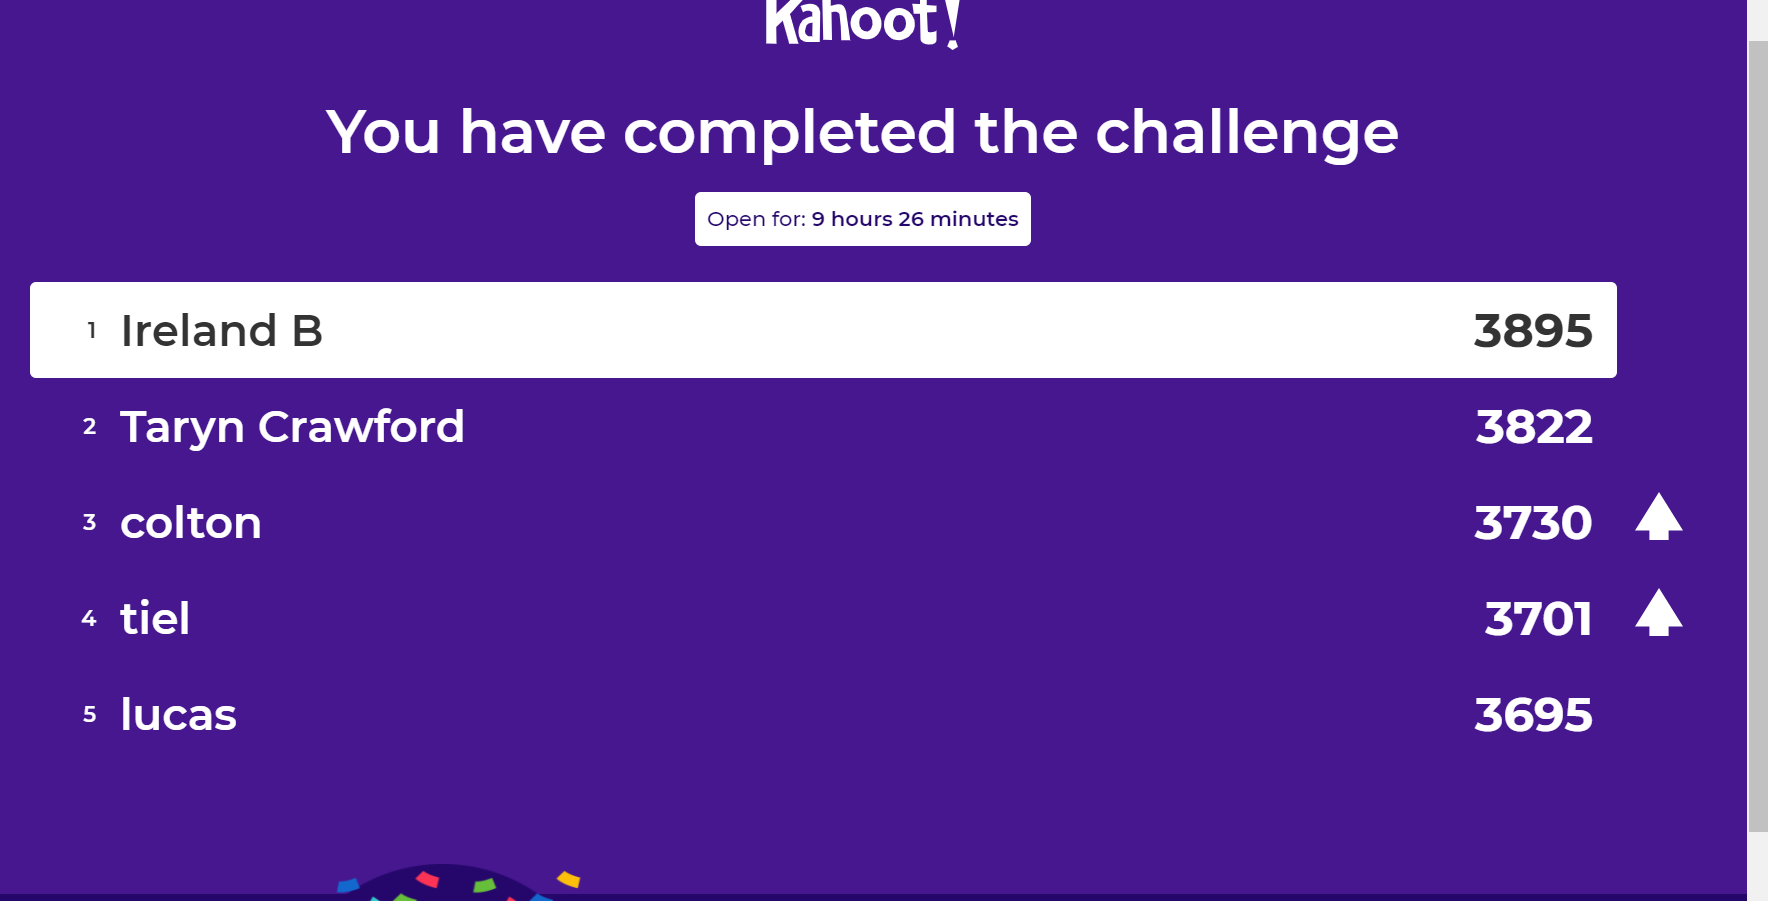 Kahoot!
You have completed the challenge
Open for: 9 hours 26 minutes
1 Ireland B 3895
2 Taryn Crawford 3822
3 colton 3730
4 tiel 3701
5 lucas 3695